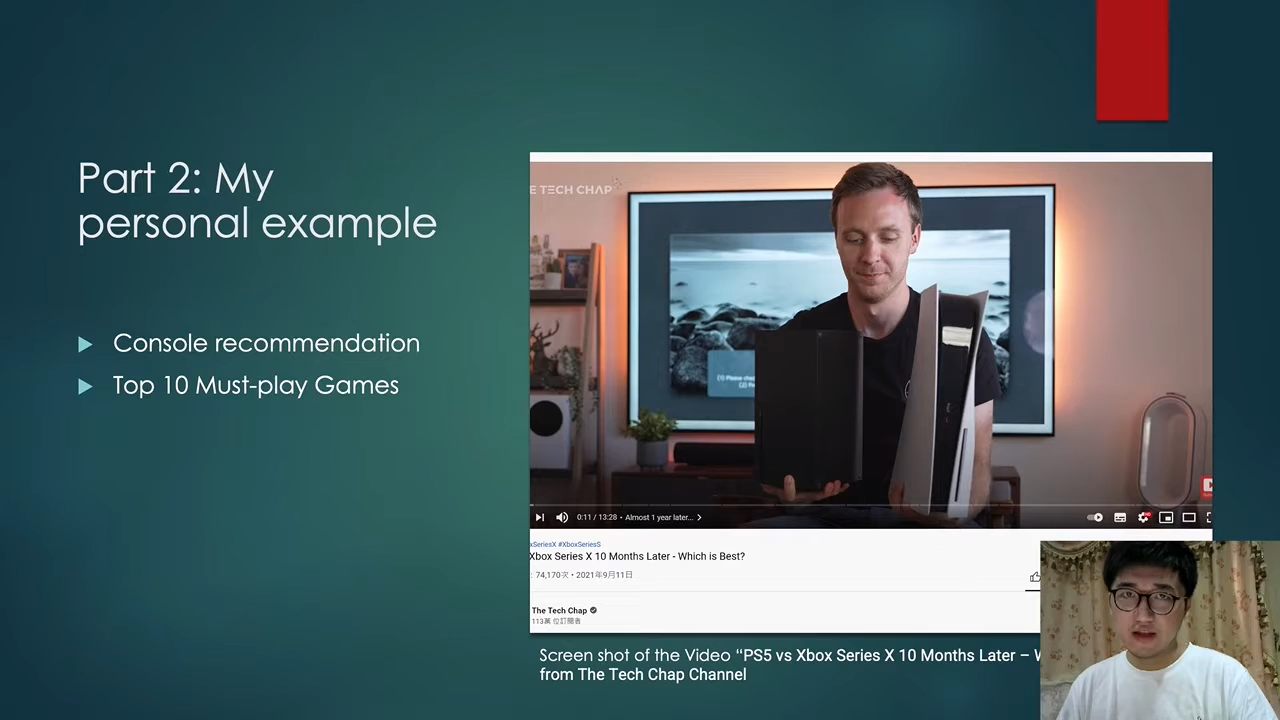 Part 2: My
personal example
Console recommendation
Top 10 Must-play Games
E TECH CHAP
(1) Please
(2)
0:11 / 13:28 • Almost 1 year later...
xSeriesX #XboxSeriesS
Xbox Series X 10 Months Later - Which is Best?
: 74,170次 • 2021年9月11日
The Tech Chap
113萬 位訂閱者
Screen shot of the Video “PS5 vs Xbox Series X 10 Months Later –
from The Tech Chap Channel